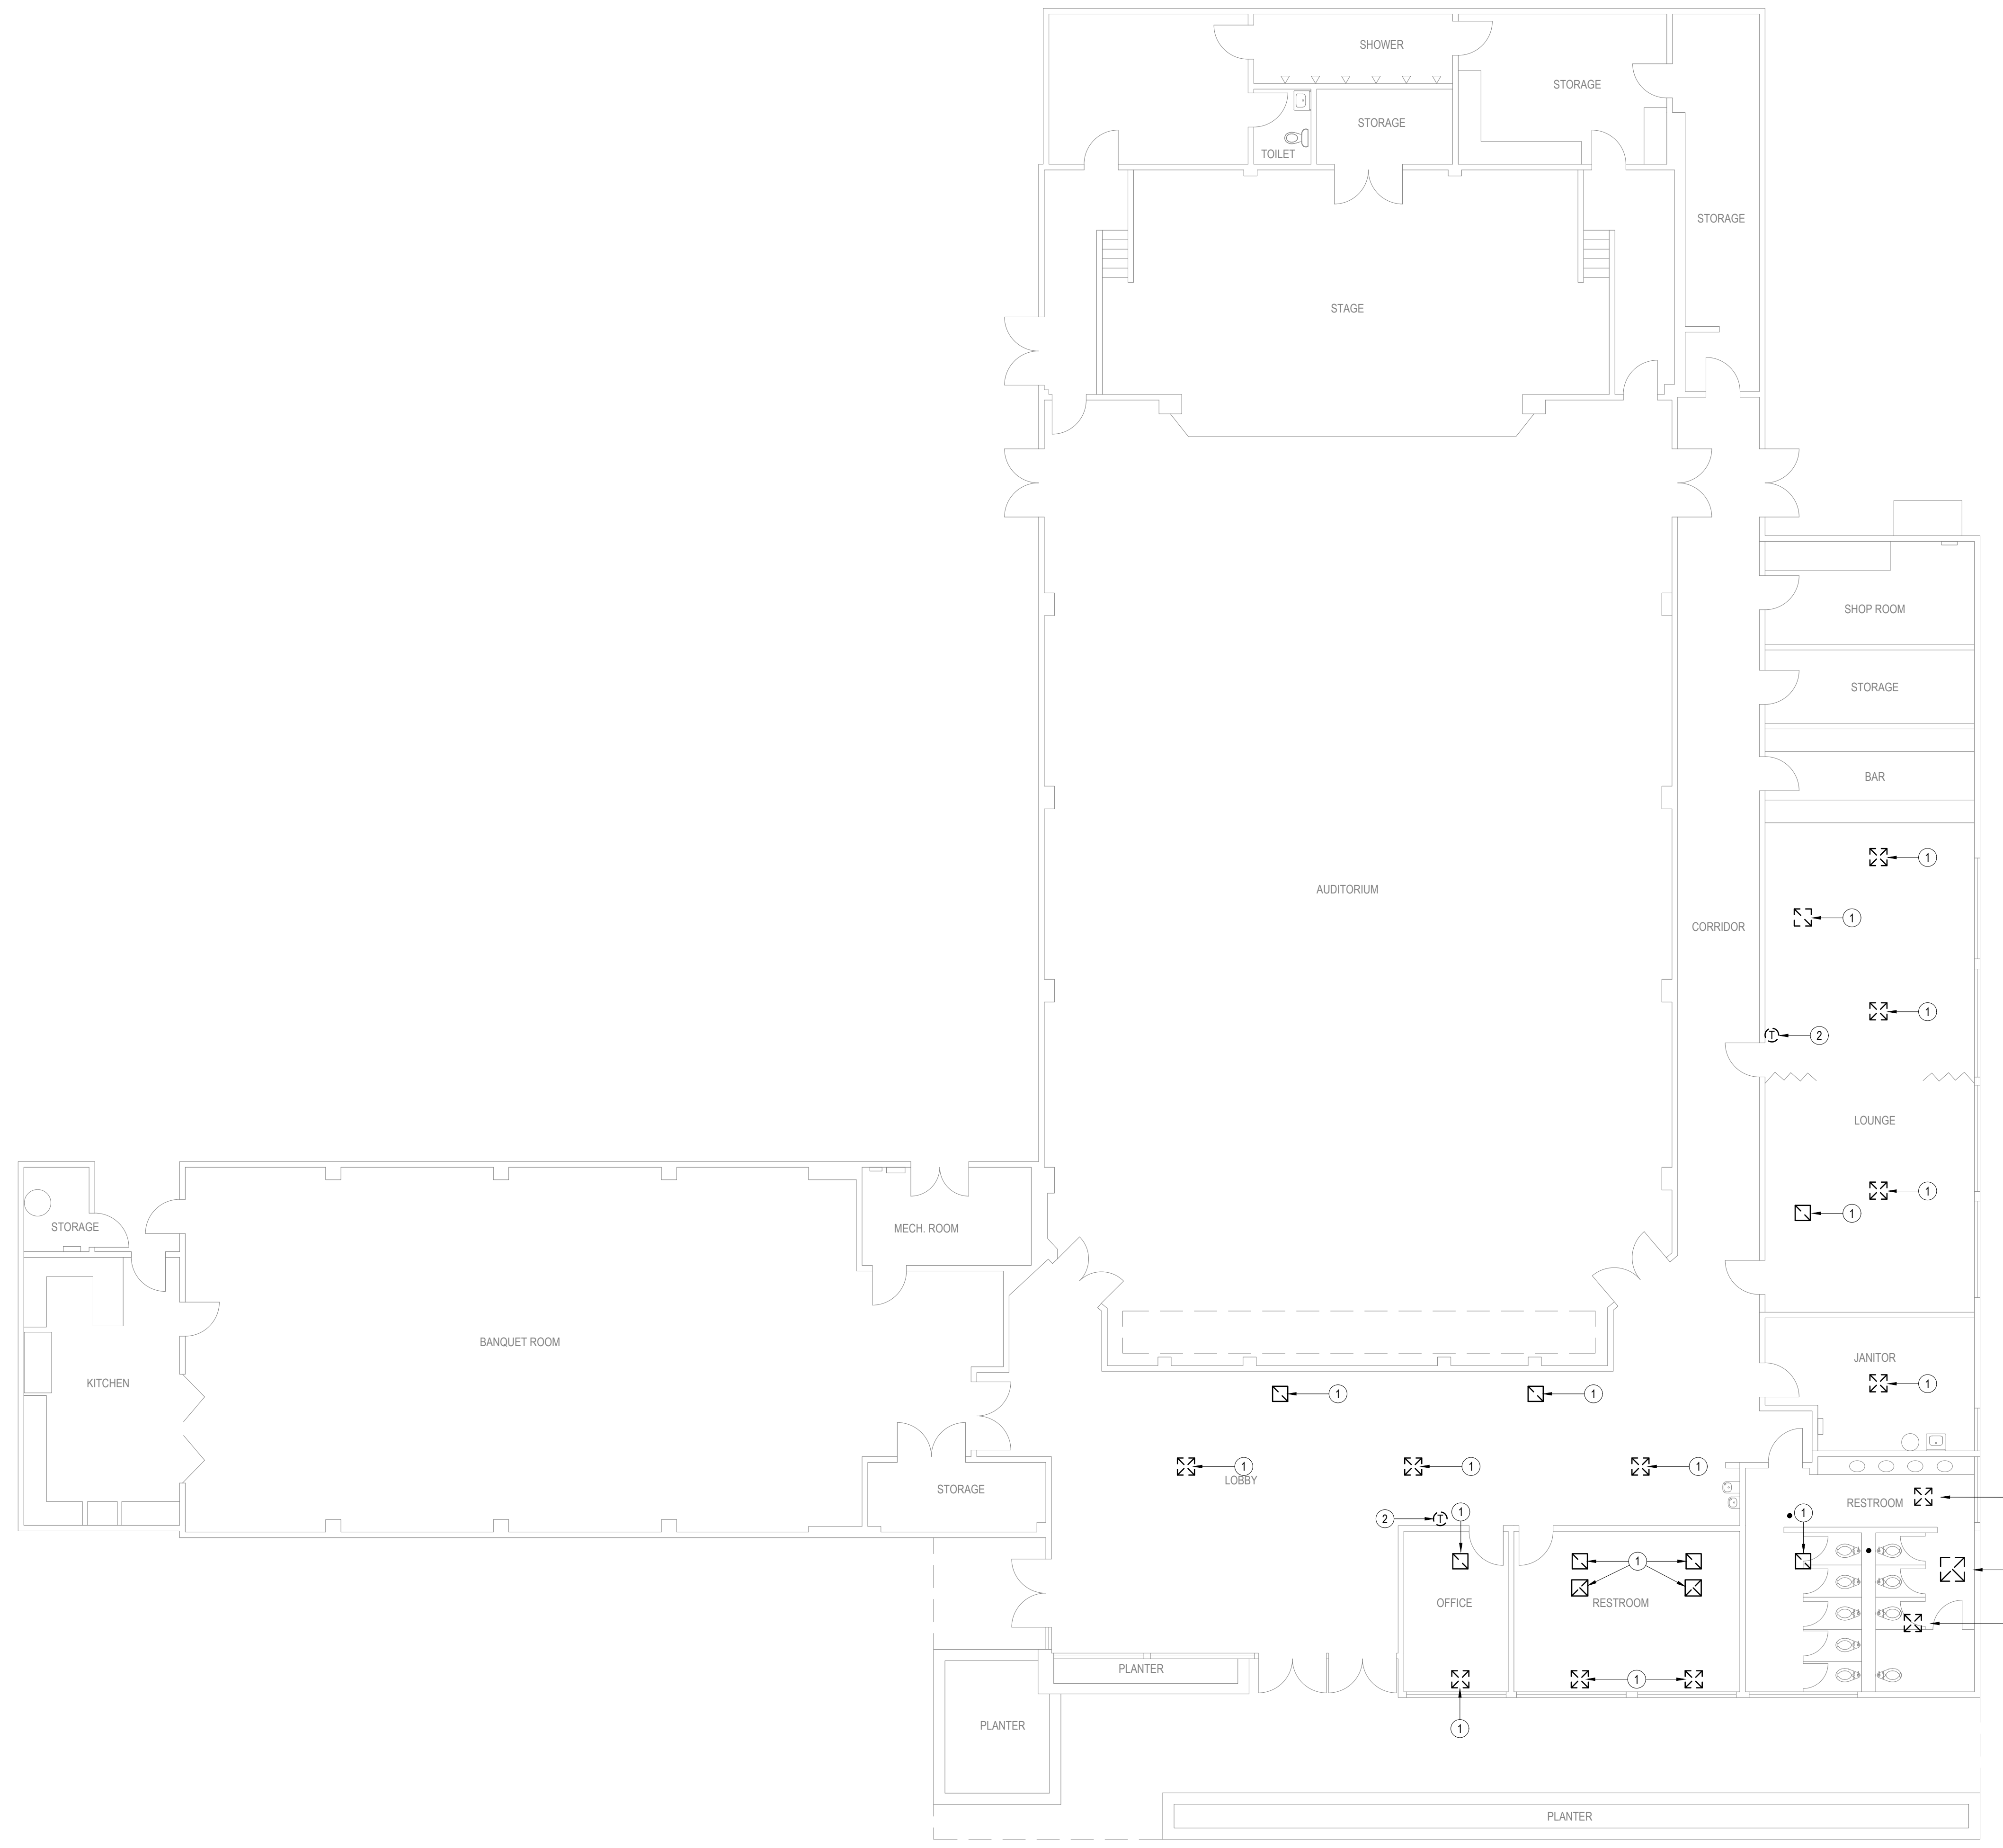 SHOWER
STORAGE
STORAGE
TOILET
STORAGE
STAGE
SHOP ROOM
STORAGE
BAR
1
AUDITORIUM
1
CORRIDOR
1
T 2
LOUNGE
1
1
STORAGE
MECH. ROOM
BANQUET ROOM
JANITOR
KITCHEN
1
1
1
1
1
1
LOBBY
STORAGE
RESTROOM
2 T
1
1
1
OFFICE
RESTROOM
PLANTER
1
PLANTER
1
PLANTER